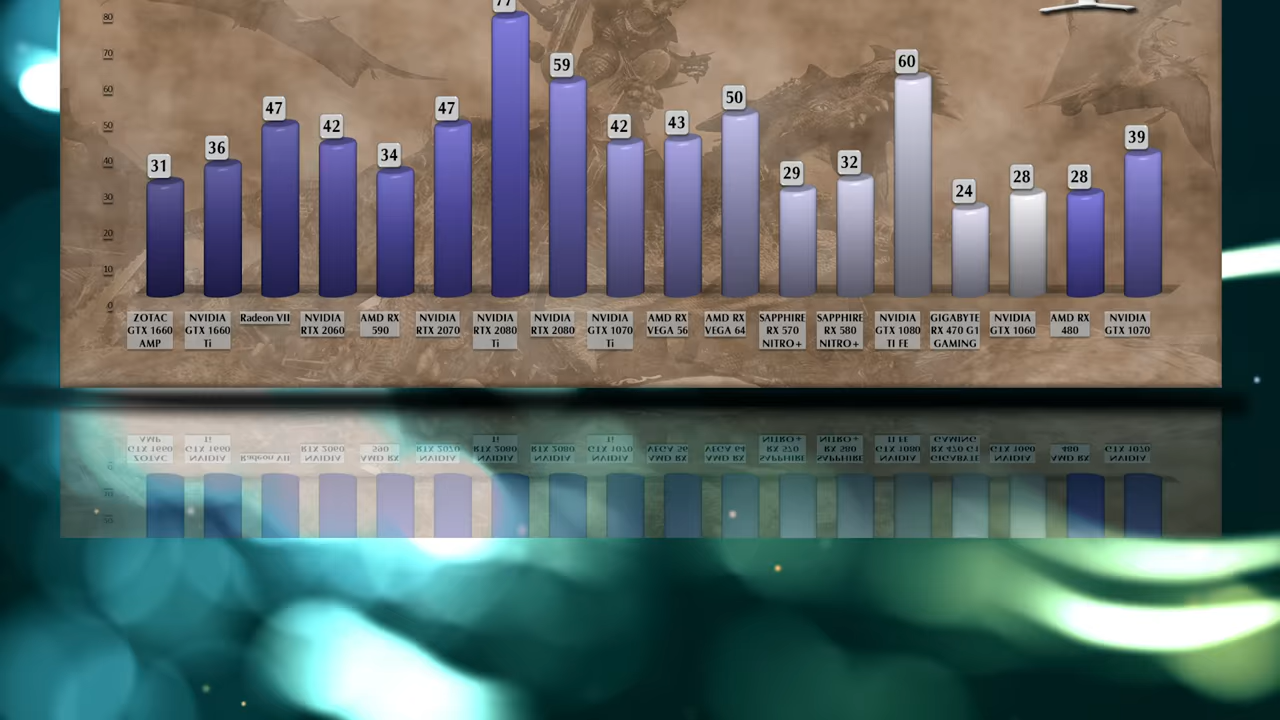 77
80
70
60
59
60
50
47
47
50
42
42
43
40
36
34
39
31
32
30
29
28
28
24
20
10
0
ZOTAC GTX 1660 AMP
NVIDIA GTX 1660 Ti
Radeon VII
NVIDIA RTX 2060
AMD RX 590
NVIDIA RTX 2070
NVIDIA RTX 2080 Ti
NVIDIA RTX 2080
NVIDIA GTX 1070 Ti
AMD RX VEGA 56
AMD RX VEGA 64
SAPPHIRE RX 570 NITRO+
SAPPHIRE RX 580 NITRO+
NVIDIA GTX 1080 TI FE
GIGABYTE RX 470 G1 GAMING
NVIDIA GTX 1060
AMD RX 480
NVIDIA GTX 1070